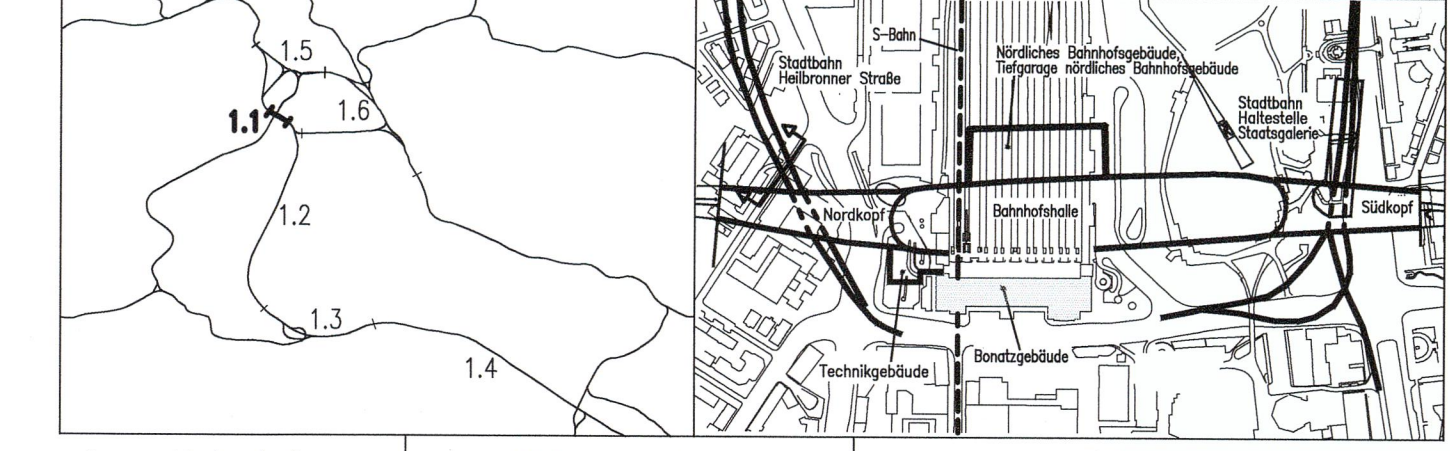 1.5
1.6
1.1
1.2
1.3
1.4
S-Bahn
Stadtbahn
Heilbronner Straße
Nördliches Bahnhofsgebäude,
Tiefgarage nördliches Bahnhofsgebäude
Stadtbahn
Haltestelle
Staatsgalerie
Nordkopf
Bahnhofshalle
Südkopf
Technikgebäude
Bonatzgebäude